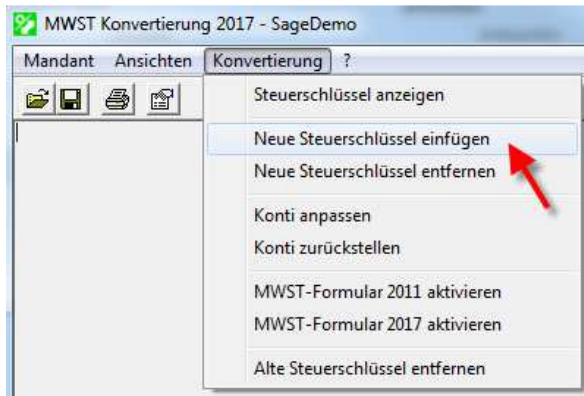 MWST Konvertierung 2017 - SageDemo
Mandant Ansichten Konvertierung ?
Steuerschlüssel anzeigen
Neue Steuerschlüssel einfügen
Neue Steuerschlüssel entfernen
Konti anpassen
Konti zurückstellen
MWST-Formular 2011 aktivieren
MWST-Formular 2017 aktivieren
Alte Steuerschlüssel entfernen